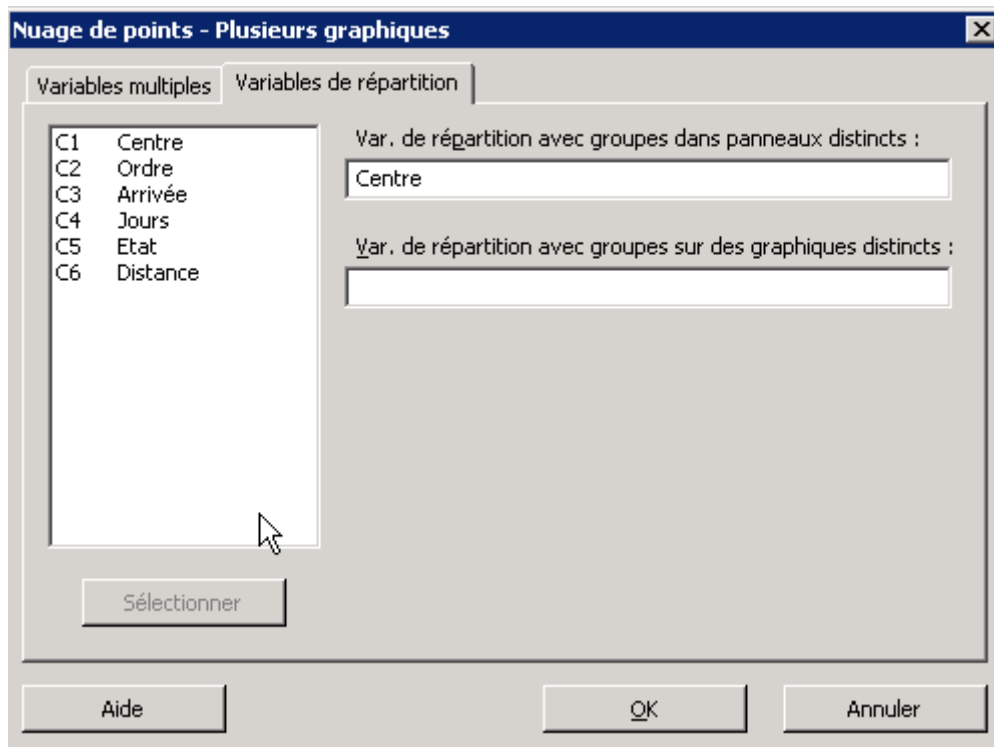 Nuage de points - Plusieurs graphiques
Variables multiples
Variables de répartition
C1 Centre
C2 Ordre
C3 Arrivée
C4 Jours
C5 Etat
C6 Distance
Var. de répartition avec groupes dans panneaux distincts :
Centre
Var. de répartition avec groupes sur des graphiques distincts :
Sélectionner
Aide
OK
Annuler